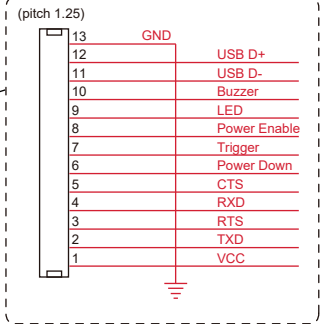 (pitch 1.25)
13 GND
12 USB D+
11 USB D-
10 Buzzer
9 LED
8 Power Enable
7 Trigger
6 Power Down
5 CTS
4 RXD
3 RTS
2 TXD
1 VCC